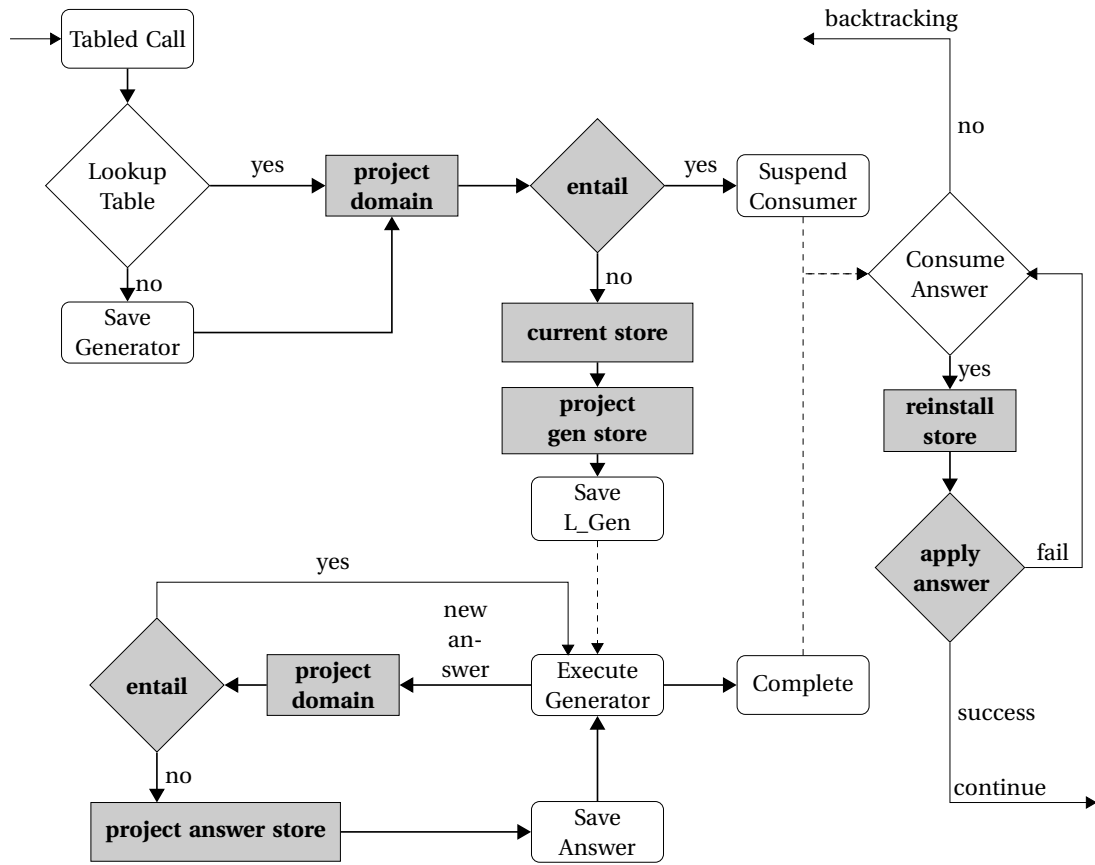 Tabled Call
backtracking
no
Lookup
Table
yes
project
domain
entail
yes
Suspend
Consumer
Consume
Answer
no
Save
Generator
no
current store
project
gen store
Save
L_Gen
yes
reinstall
store
apply
answer
fail
success
continue
yes
new
an-
swer
entail
project
domain
Execute
Generator
Complete
no
project answer store
Save
Answer